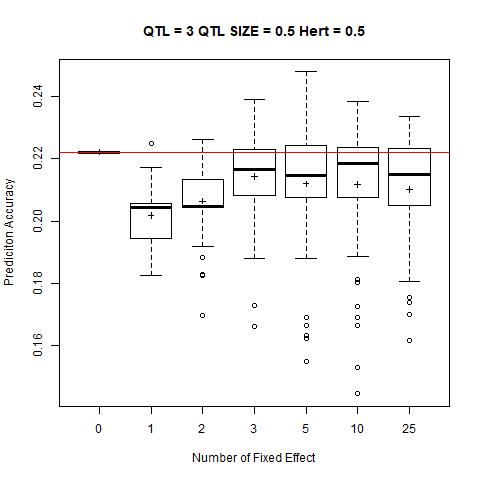 QTL = 3 QTL SIZE = 0.5 Hert = 0.5
0.24
0.22
0.20
0.18
0.16
Prediciton Accuracy
0 1 2 3 5 10 25
Number of Fixed Effect